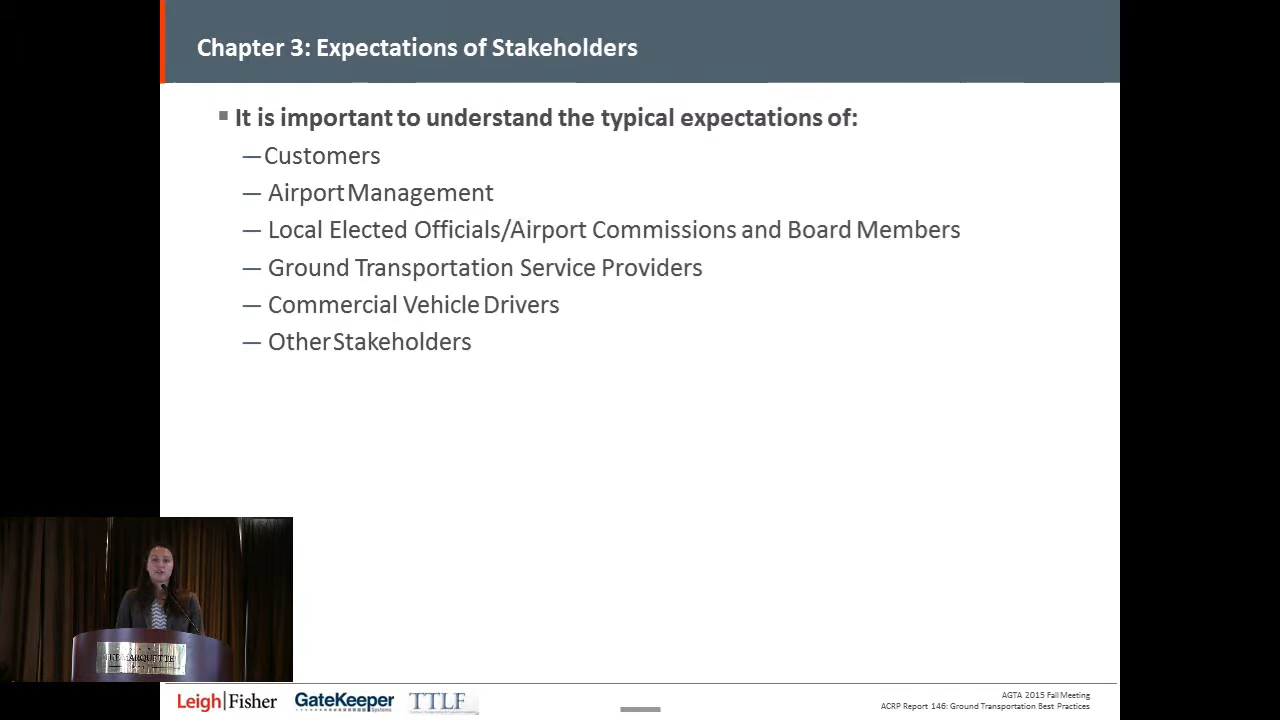 Chapter 3: Expectations of Stakeholders
▪ It is important to understand the typical expectations of:
— Customers
— Airport Management
— Local Elected Officials/Airport Commissions and Board Members
— Ground Transportation Service Providers
— Commercial Vehicle Drivers
— Other Stakeholders
Leigh|Fisher
GateKeeper
Systems
TTLF
AGTA 2015 Fall Meeting
ACRP Report 146: Ground Transportation Best Practices